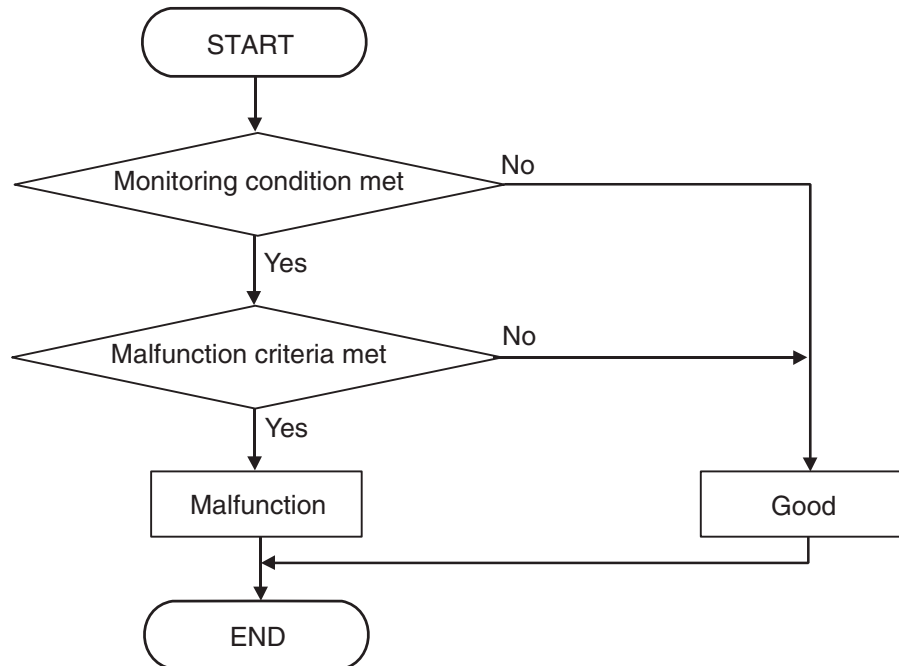 START
Monitoring condition met
No
Yes
Malfunction criteria met
No
Yes
Malfunction
Good
END